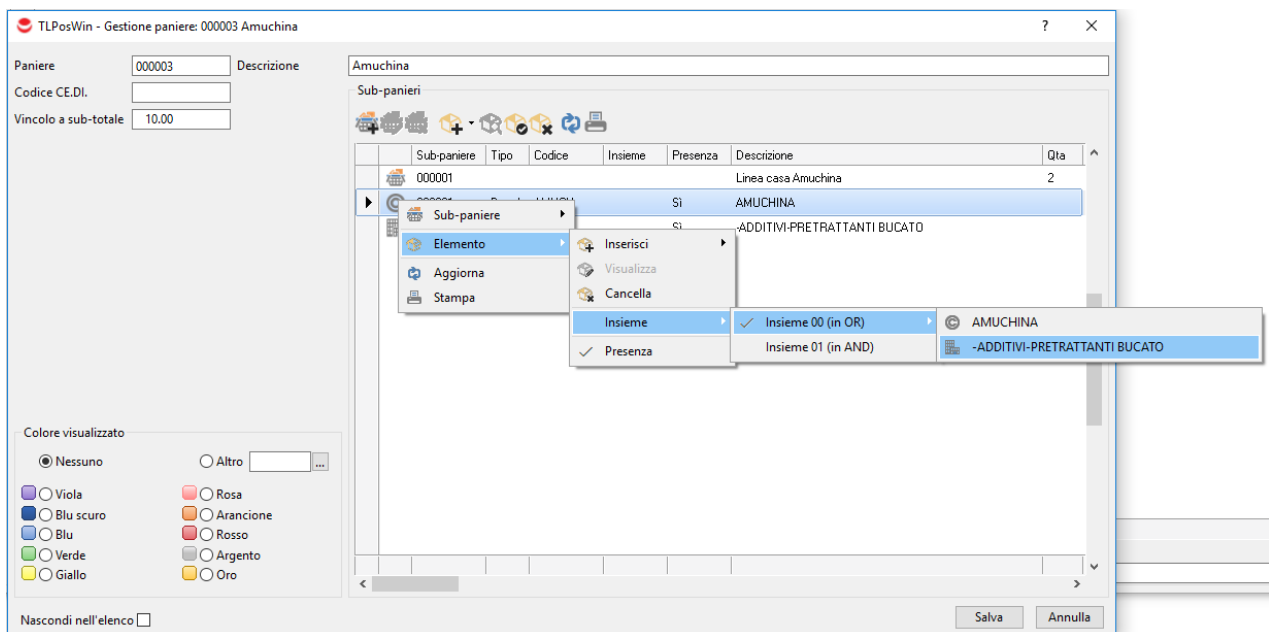 TLPosWin - Gestione paniere: 000003 Amuchina
?
Paniere 000003 Descrizione Amuchina
Codice CE.DI.
Vincolo a sub-totale 10.00
Sub-panieri
Sub-paniere Tipo Codice Insieme Presenza Descrizione Qta
000001 Linea casa Amuchina 2
Sì AMUCHINA
-ADDITIVI-PRETRATTANTI BUCATO
Sub-paniere
Elemento
Aggiorna
Stampa
Inserisci
Visualizza
Cancella
Insieme
Presenza
Insieme 00 (in OR)
Insieme 01 (in AND)
AMUCHINA
-ADDITIVI-PRETRATTANTI BUCATO
Colore visualizzato
Nessuno Altro ...
Viola Rosa
Blu scuro Arancione
Blu Rosso
Verde Argento
Giallo Oro
Nascondi nell'elenco
Salva Annulla